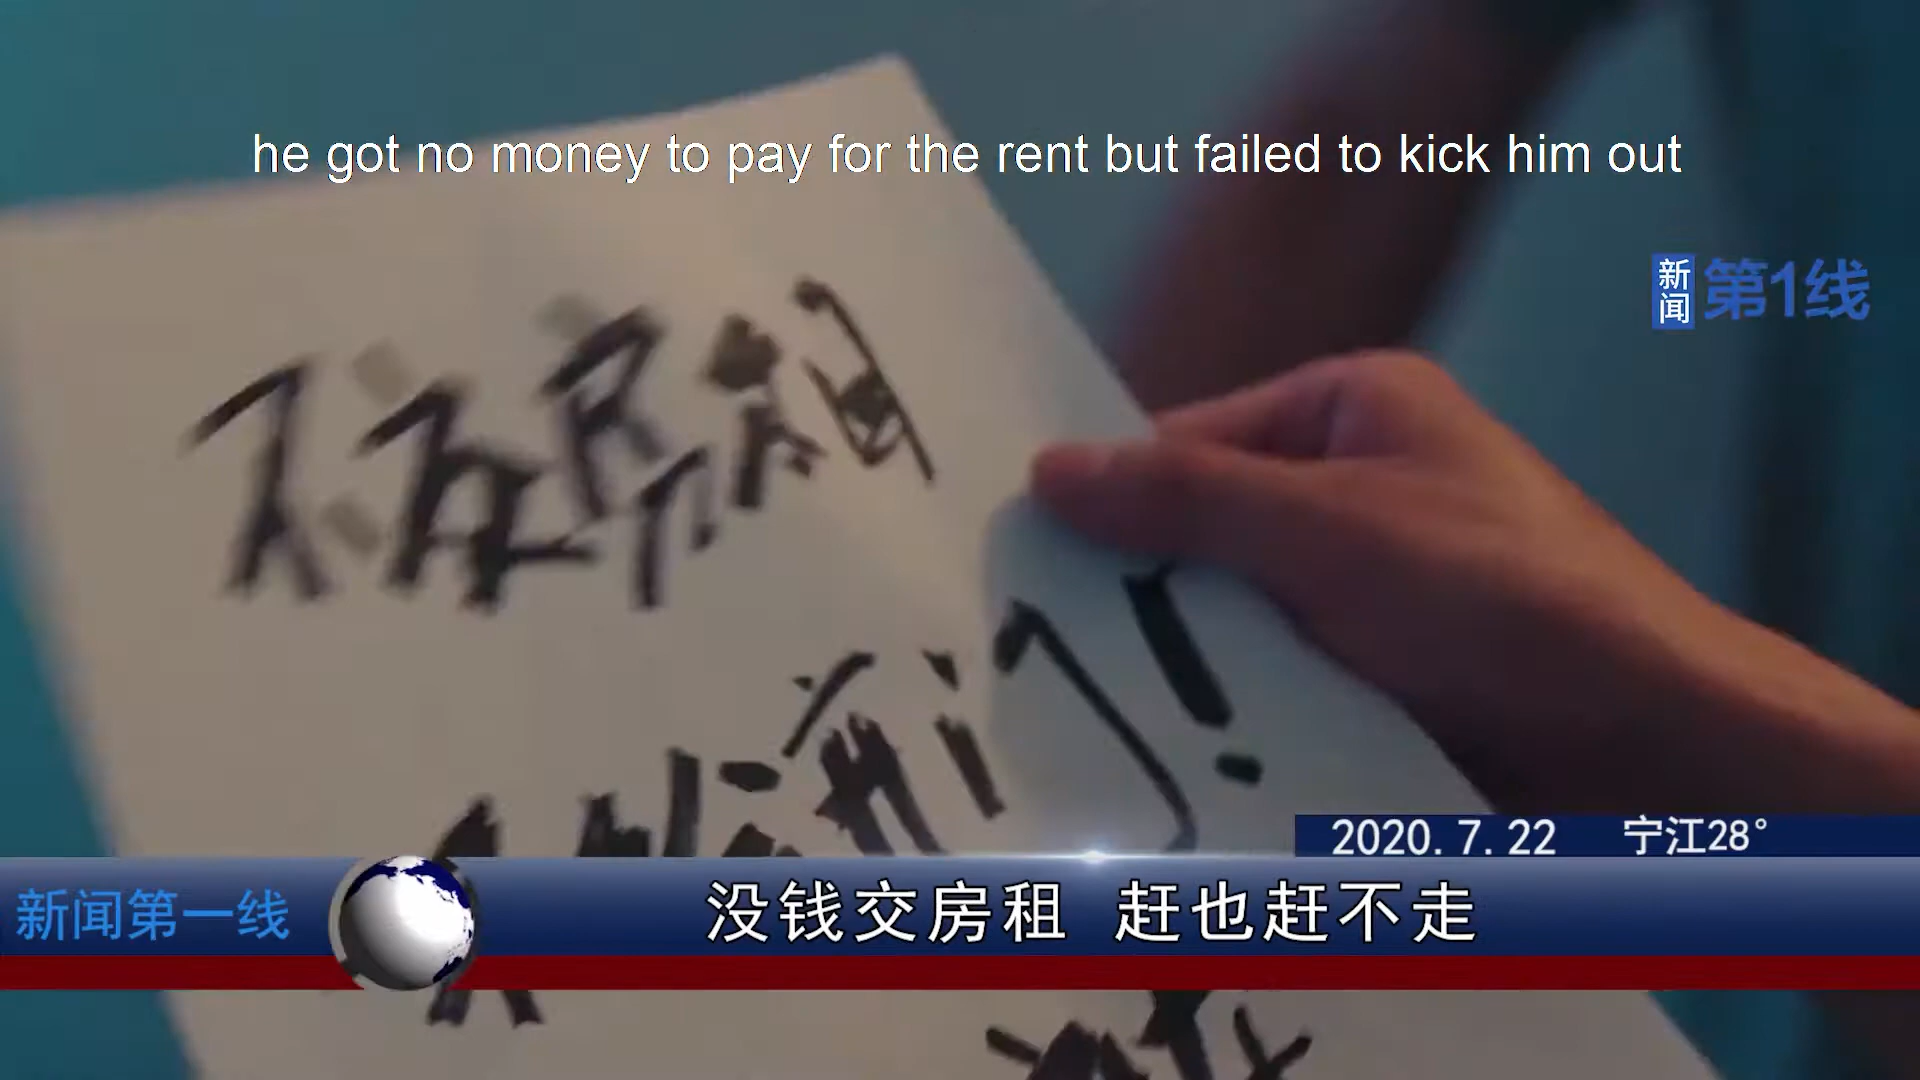 he got no money to pay for the rent but failed to kick him out
新闻
第1线
不交房租
2020.7.22 宁江28°
新闻第一线
没钱交房租 赶也赶不走